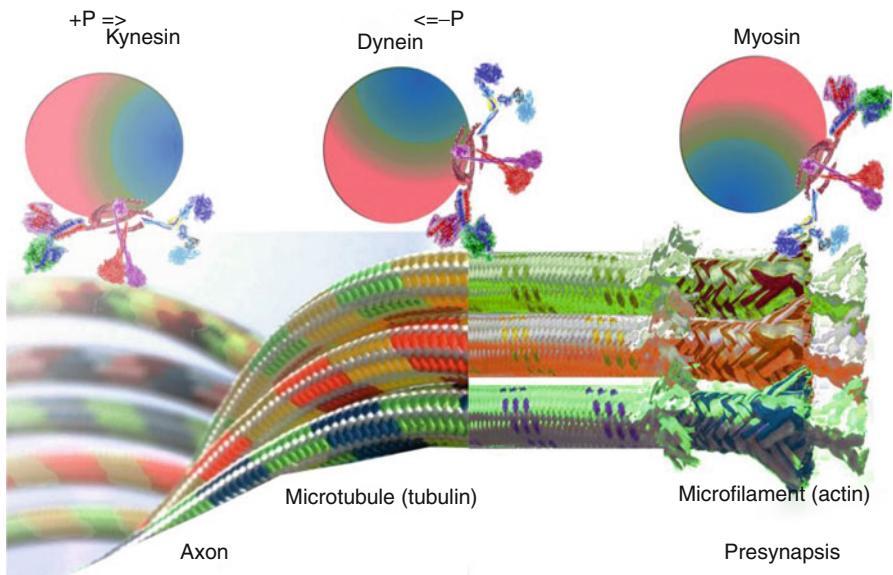 +P =>
<=–P
Kynesin
Dynein
Myosin
Microtubule (tubulin)
Microfilament (actin)
Axon
Presynapsis